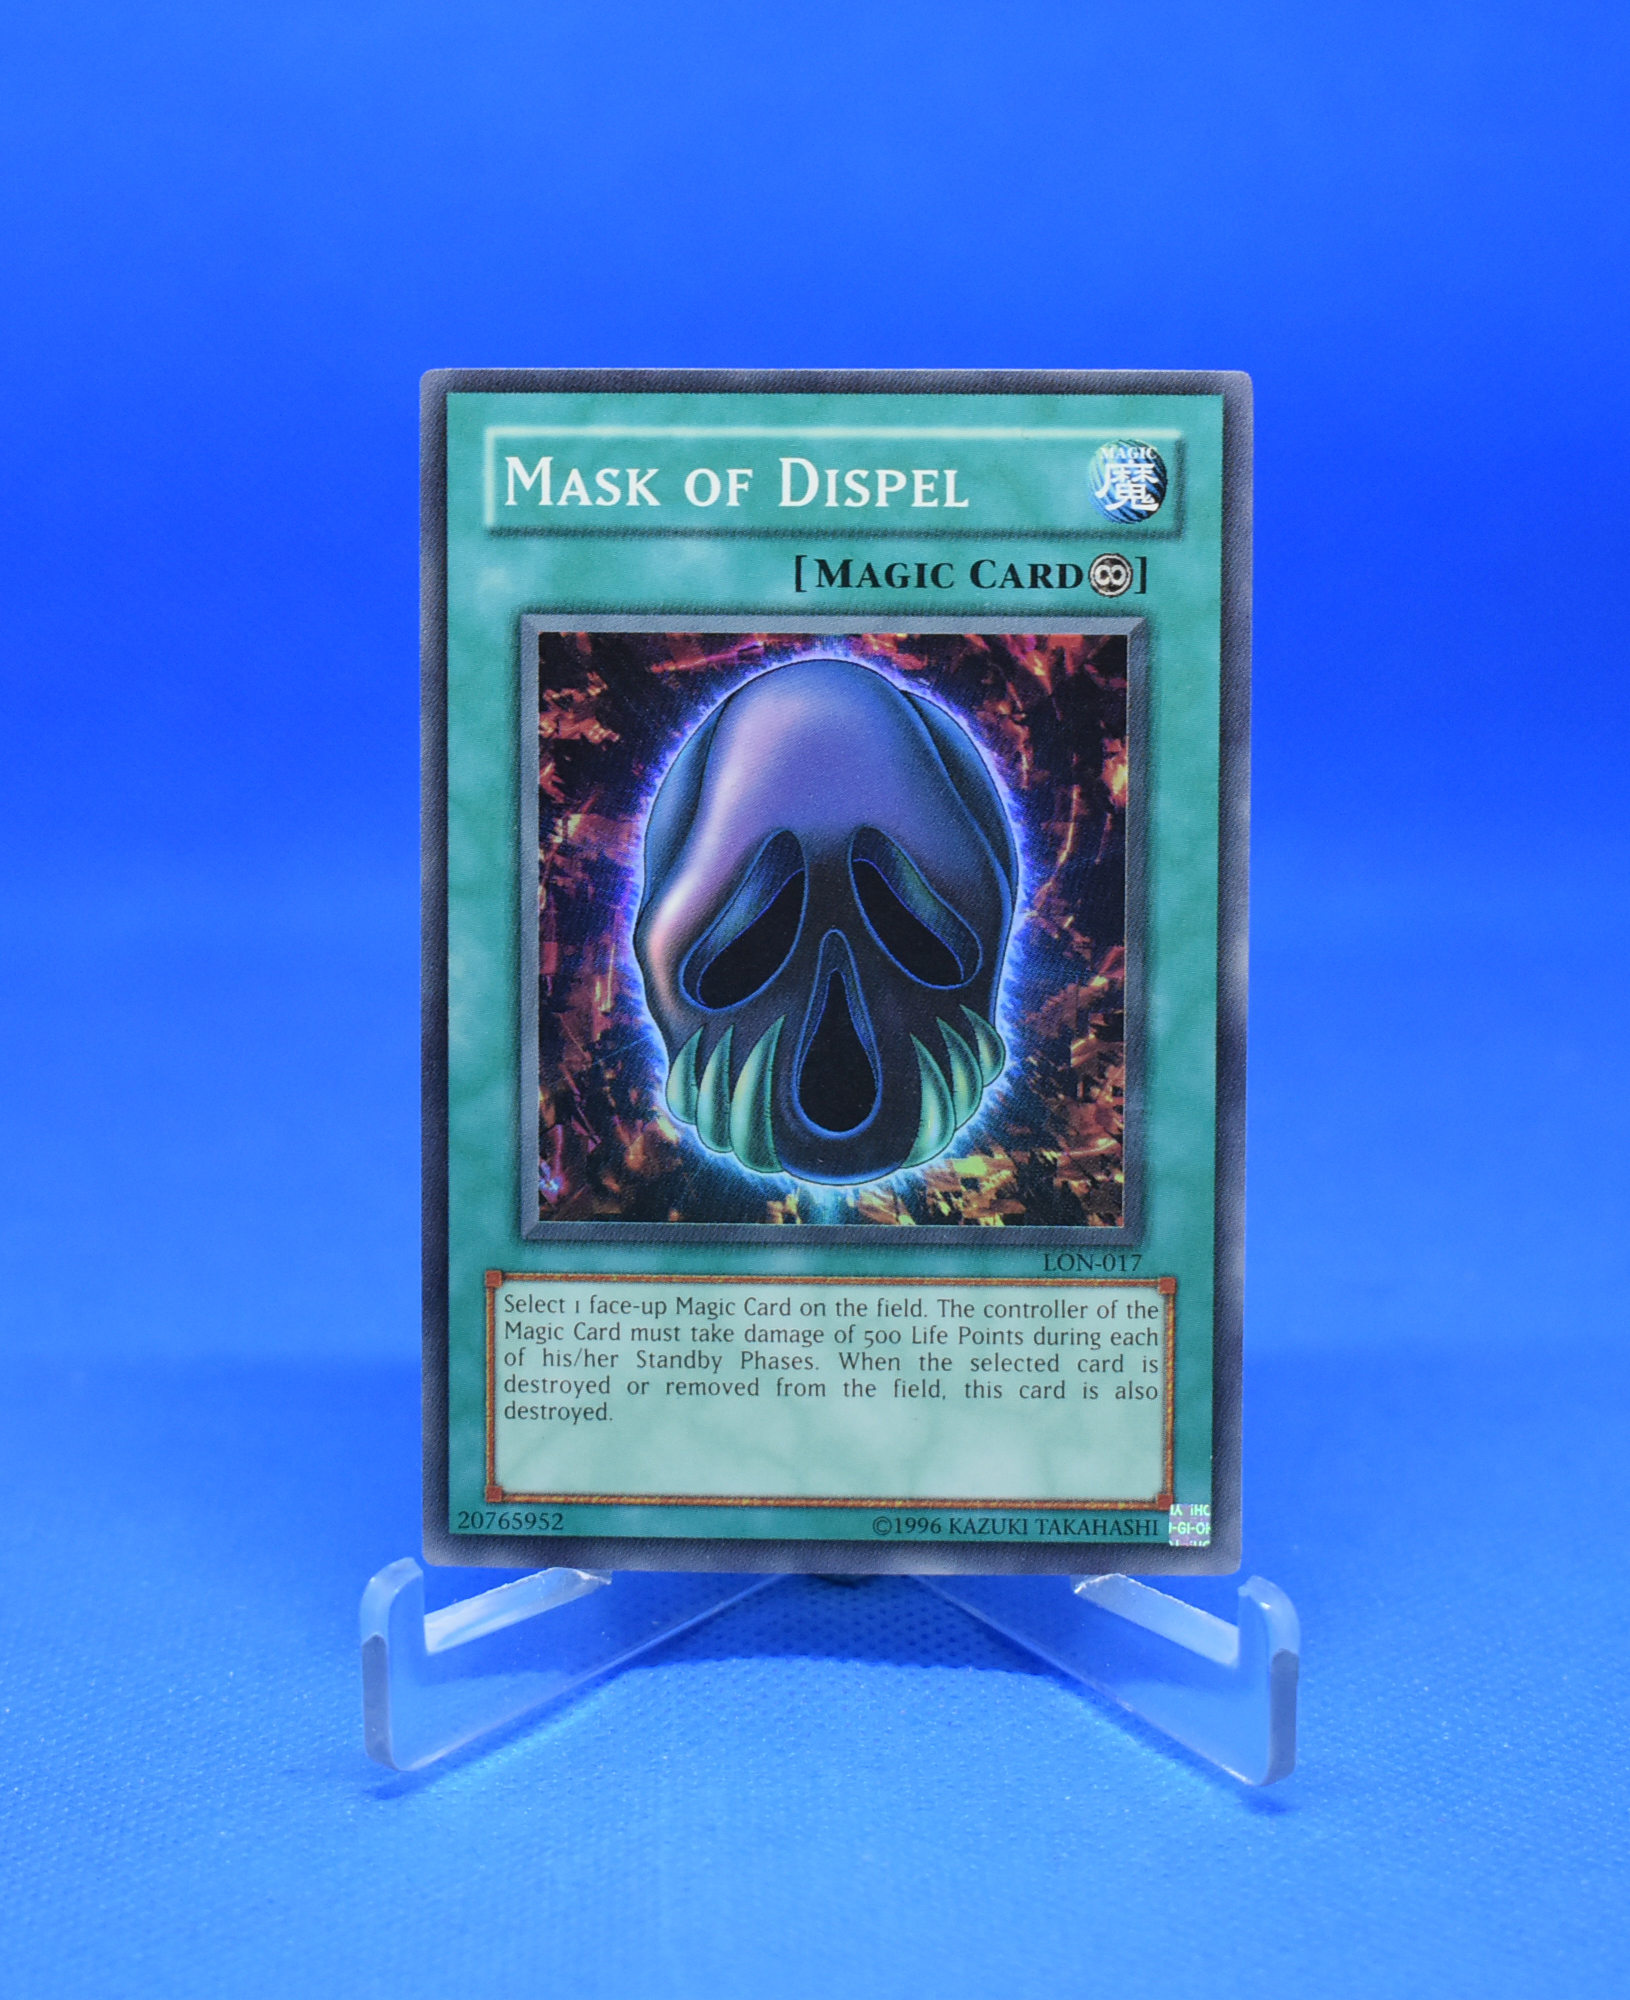 Mask of Dispel
MAGIC
魔
[Magic Card]
LON-017
Select 1 face-up Magic Card on the field. The controller of the
Magic Card must take damage of 500 Life Points during each
of his/her Standby Phases. When the selected card is
destroyed or removed from the field, this card is also
destroyed.
20765952
©1996 KAZUKI TAKAHASHI